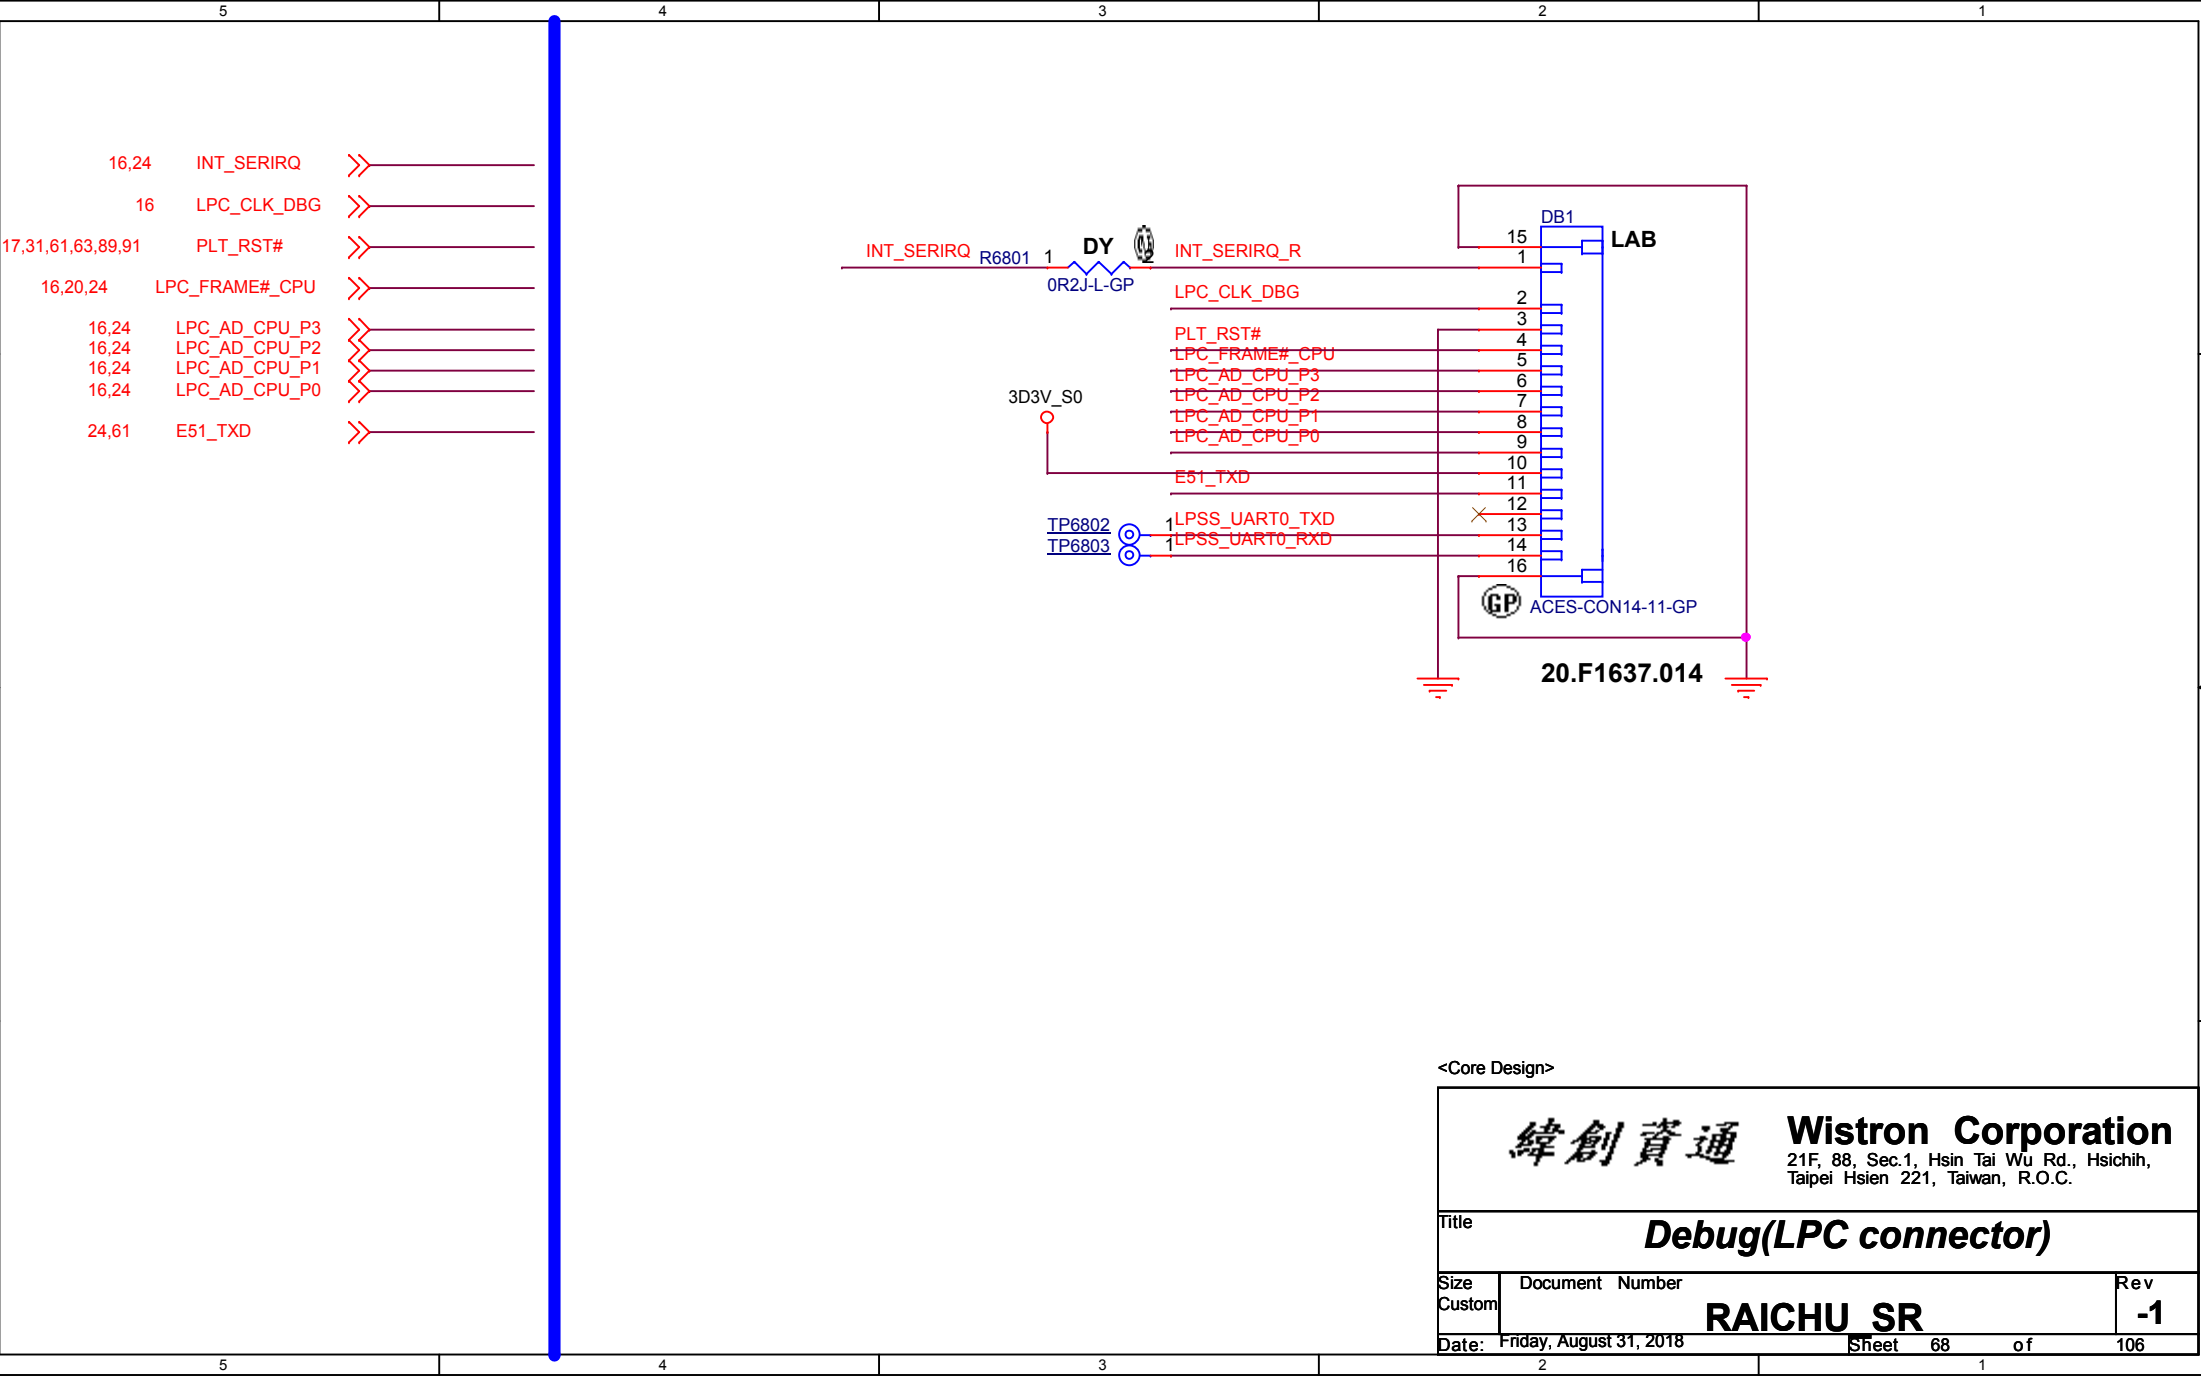 5 4 3 2 1
16,24 INT_SERIRQ
16 LPC_CLK_DBG
17,31,61,63,89,91 PLT_RST#
16,20,24 LPC_FRAME#_CPU
16,24 LPC_AD_CPU_P3
16,24 LPC_AD_CPU_P2
16,24 LPC_AD_CPU_P1
16,24 LPC_AD_CPU_P0
24,61 E51_TXD
DB1
15 LAB
INT_SERIRQ R6801 1 DY 2 INT_SERIRQ_R 1
0R2J-L-GP
LPC_CLK_DBG 2
3
PLT_RST# 4
LPC_FRAME#_CPU 5
LPC_AD_CPU_P3 6
LPC_AD_CPU_P2 7
LPC_AD_CPU_P1 8
LPC_AD_CPU_P0 9
3D3V_S0
10
E51_TXD 11
12
TP6802 1 LPSS_UART0_TXD 13
TP6803 1 LPSS_UART0_RXD 14
16
GP ACES-CON14-11-GP
20.F1637.014
<Core Design>
緯創資通 Wistron Corporation
21F, 88, Sec.1, Hsin Tai Wu Rd., Hsichih,
Taipei Hsien 221, Taiwan, R.O.C.
Title
Debug(LPC connector)
Size Document Number Rev
Custom
RAICHU_SR -1
Date: Friday, August 31, 2018 Sheet 68 of 106
5 4 3 2 1